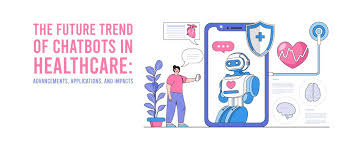 THE FUTURE TREND
OF CHATBOTS IN
HEALTHCARE:
ADVANCEMENTS, APPLICATIONS, AND IMPACTS